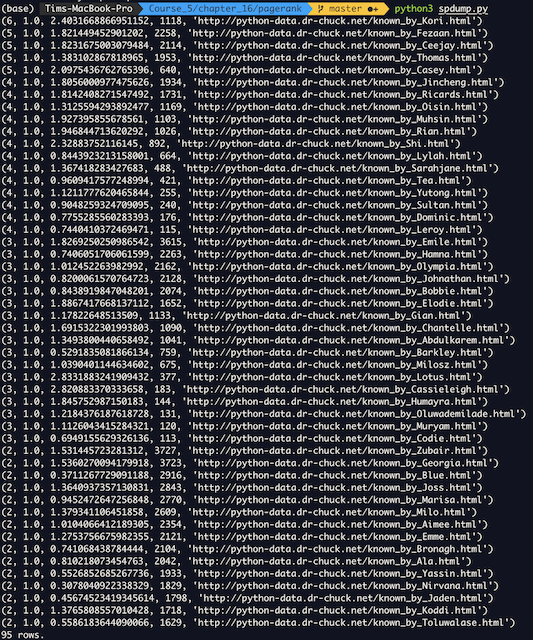 (base) Tims-MacBook-Pro Course_5/chapter_16/pagerank master ●+ python3 spdump.py
(6, 1.0, 2.4031668866951152, 1118, 'http://python-data.dr-chuck.net/known_by_Kori.html')
(5, 1.0, 1.821449452901202, 2258, 'http://python-data.dr-chuck.net/known_by_Fezaan.html')
(5, 1.0, 1.8231675003079484, 2114, 'http://python-data.dr-chuck.net/known_by_Ceejay.html')
(5, 1.0, 1.383102867818965, 1953, 'http://python-data.dr-chuck.net/known_by_Thomas.html')
(5, 1.0, 2.0975436762765396, 640, 'http://python-data.dr-chuck.net/known_by_Casey.html')
(4, 1.0, 1.8056000977475626, 1934, 'http://python-data.dr-chuck.net/known_by_Jincheng.html')
(4, 1.0, 1.8142408271547492, 1731, 'http://python-data.dr-chuck.net/known_by_Ricards.html')
(4, 1.0, 1.3125594293892477, 1169, 'http://python-data.dr-chuck.net/known_by_Oisin.html')
(4, 1.0, 1.927395855678561, 1103, 'http://python-data.dr-chuck.net/known_by_Muhsin.html')
(4, 1.0, 1.946844713620292, 1026, 'http://python-data.dr-chuck.net/known_by_Rian.html')
(4, 1.0, 2.32883752116145, 892, 'http://python-data.dr-chuck.net/known_by_Shi.html')
(4, 1.0, 0.8442923213158001, 664, 'http://python-data.dr-chuck.net/known_by_Lylah.html')
(4, 1.0, 1.367418283427683, 488, 'http://python-data.dr-chuck.net/known_by_Sarahjane.html')
(4, 1.0, 0.9609417577248994, 421, 'http://python-data.dr-chuck.net/known_by_Tea.html')
(4, 1.0, 1.1211777620465844, 255, 'http://python-data.dr-chuck.net/known_by_Yutong.html')
(4, 1.0, 0.9048259324709095, 240, 'http://python-data.dr-chuck.net/known_by_Sultan.html')
(4, 1.0, 0.7755285560283393, 176, 'http://python-data.dr-chuck.net/known_by_Dominic.html')
(4, 1.0, 0.7440410372469471, 115, 'http://python-data.dr-chuck.net/known_by_Leroy.html')
(3, 1.0, 1.8269250250986542, 3615, 'http://python-data.dr-chuck.net/known_by_Emile.html')
(3, 1.0, 0.7406051706061599, 2263, 'http://python-data.dr-chuck.net/known_by_Hamna.html')
(3, 1.0, 1.012452263982992, 2162, 'http://python-data.dr-chuck.net/known_by_Olympia.html')
(3, 1.0, 0.8200061570764723, 2128, 'http://python-data.dr-chuck.net/known_by_Johnathan.html')
(3, 1.0, 0.8438919847048201, 2074, 'http://python-data.dr-chuck.net/known_by_Bobbie.html')
(3, 1.0, 1.8867417668137112, 1652, 'http://python-data.dr-chuck.net/known_by_Elodie.html')
(3, 1.0, 1.17822648513509, 1133, 'http://python-data.dr-chuck.net/known_by_Gian.html')
(3, 1.0, 1.6915322301993803, 1090, 'http://python-data.dr-chuck.net/known_by_Chantelle.html')
(3, 1.0, 1.3493800440658492, 1041, 'http://python-data.dr-chuck.net/known_by_Abdulkarem.html')
(3, 1.0, 0.5291835081866134, 759, 'http://python-data.dr-chuck.net/known_by_Barkley.html')
(3, 1.0, 1.0390401144634602, 675, 'http://python-data.dr-chuck.net/known_by_Milosz.html')
(3, 1.0, 2.8331883241909432, 377, 'http://python-data.dr-chuck.net/known_by_Lotus.html')
(3, 1.0, 2.820883370333658, 183, 'http://python-data.dr-chuck.net/known_by_Cassieleigh.html')
(3, 1.0, 1.845752987150183, 144, 'http://python-data.dr-chuck.net/known_by_Humayra.html')
(3, 1.0, 1.2184376187618728, 131, 'http://python-data.dr-chuck.net/known_by_Oluwademilade.html')
(3, 1.0, 1.1126043415284321, 120, 'http://python-data.dr-chuck.net/known_by_Muryam.html')
(3, 1.0, 0.6949155629326136, 113, 'http://python-data.dr-chuck.net/known_by_Codie.html')
(2, 1.0, 1.531445723281312, 3727, 'http://python-data.dr-chuck.net/known_by_Zubair.html')
(2, 1.0, 1.5360270094179918, 3723, 'http://python-data.dr-chuck.net/known_by_Georgia.html')
(2, 1.0, 0.3711267729091188, 2916, 'http://python-data.dr-chuck.net/known_by_Blue.html')
(2, 1.0, 1.3640937357130831, 2843, 'http://python-data.dr-chuck.net/known_by_Joss.html')
(2, 1.0, 0.9452472647256848, 2770, 'http://python-data.dr-chuck.net/known_by_Marisa.html')
(2, 1.0, 1.379341106451858, 2609, 'http://python-data.dr-chuck.net/known_by_Milo.html')
(2, 1.0, 1.0104066412189305, 2354, 'http://python-data.dr-chuck.net/known_by_Aimee.html')
(2, 1.0, 1.2753756675982355, 2121, 'http://python-data.dr-chuck.net/known_by_Emme.html')
(2, 1.0, 0.741068438784444, 2104, 'http://python-data.dr-chuck.net/known_by_Bronagh.html')
(2, 1.0, 0.810218073454763, 2042, 'http://python-data.dr-chuck.net/known_by_Ala.html')
(2, 1.0, 0.5526852685267736, 1933, 'http://python-data.dr-chuck.net/known_by_Yassin.html')
(2, 1.0, 0.3078040922338329, 1829, 'http://python-data.dr-chuck.net/known_by_Nirvana.html')
(2, 1.0, 0.45674523419345614, 1798, 'http://python-data.dr-chuck.net/known_by_Jaden.html')
(2, 1.0, 1.3765808557010428, 1718, 'http://python-data.dr-chuck.net/known_by_Koddi.html')
(2, 1.0, 0.5586183644090066, 1629, 'http://python-data.dr-chuck.net/known_by_Toluwalase.html')
95 rows.